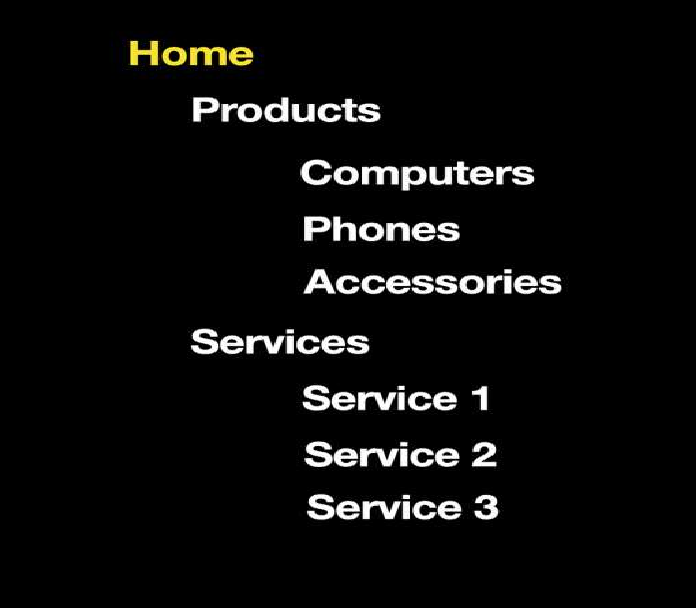 Home
Products
Computers
Phones
Accessories
Services
Service 1
Service 2
Service 3